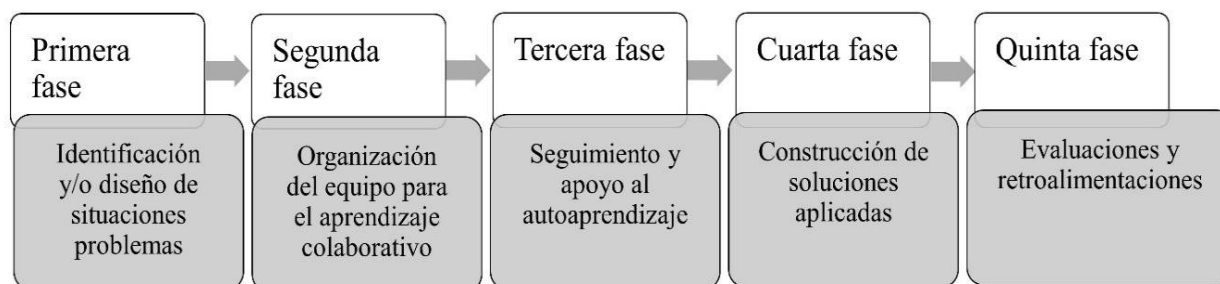 Primera
fase
Identificación
y/o diseño de
situaciones
problemas
Segunda
fase
Organización
del equipo para
el aprendizaje
colaborativo
Tercera fase
Seguimiento y
apoyo al
autoaprendizaje
Cuarta fase
Construcción de
soluciones
aplicadas
Quinta fase
Evaluaciones y
retroalimentaciones